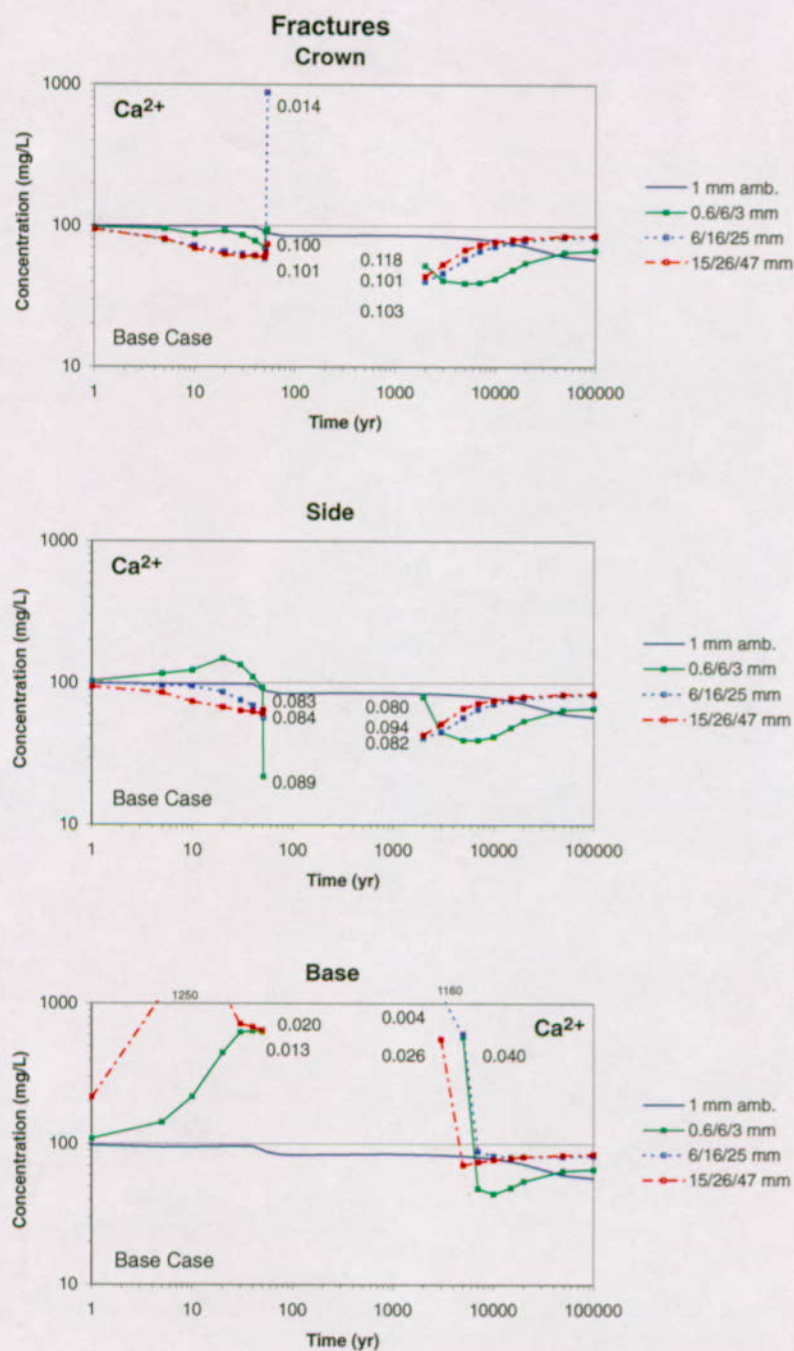 Fractures
Crown
1000
Ca2+
0.014
100
0.100
0.101
0.118
0.101
0.103
Base Case
10
1 10 100 1000 10000 100000
Time (yr)
Concentration (mg/L)
1 mm amb.
0.6/6/3 mm
6/16/25 mm
15/26/47 mm
Side
1000
Ca2+
100
0.083
0.084
0.089
0.080
0.094
0.082
Base Case
10
1 10 100 1000 10000 100000
Time (yr)
Concentration (mg/L)
1 mm amb.
0.6/6/3 mm
6/16/25 mm
15/26/47 mm
Base
1000
1250
1160
0.020
0.013
0.004
0.026
0.040
Ca2+
100
Base Case
10
1 10 100 1000 10000 100000
Time (yr)
Concentration (mg/L)
1 mm amb.
0.6/6/3 mm
6/16/25 mm
15/26/47 mm